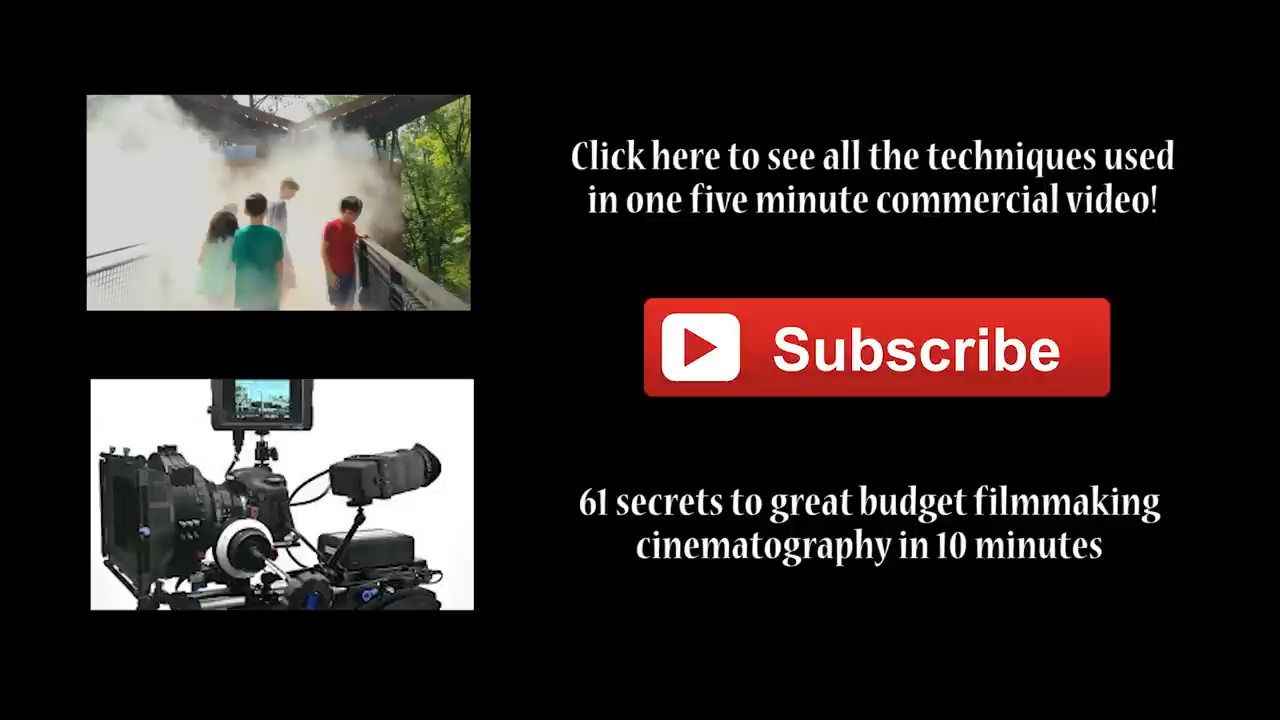 Click here to see all the techniques used
in one five minute commercial video!
Subscribe
61 secrets to great budget filmmaking
cinematography in 10 minutes